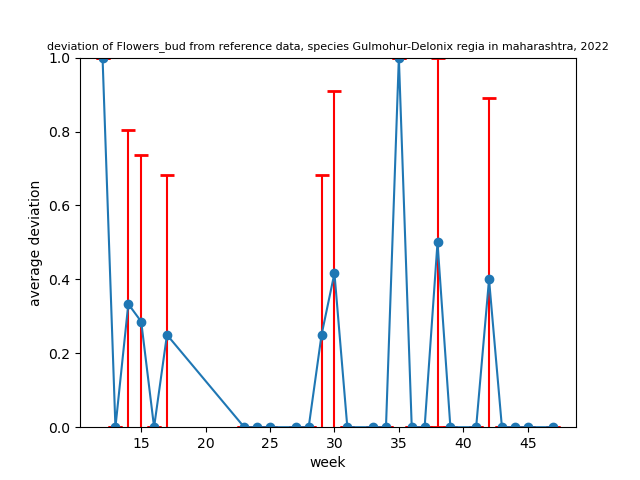 deviation of Flowers_bud from reference data, species Gulmohur-Delonix regia in maharashtra, 2022
1.0
0.8
0.6
0.4
0.2
0.0
average deviation
15 20 25 30 35 40 45
week